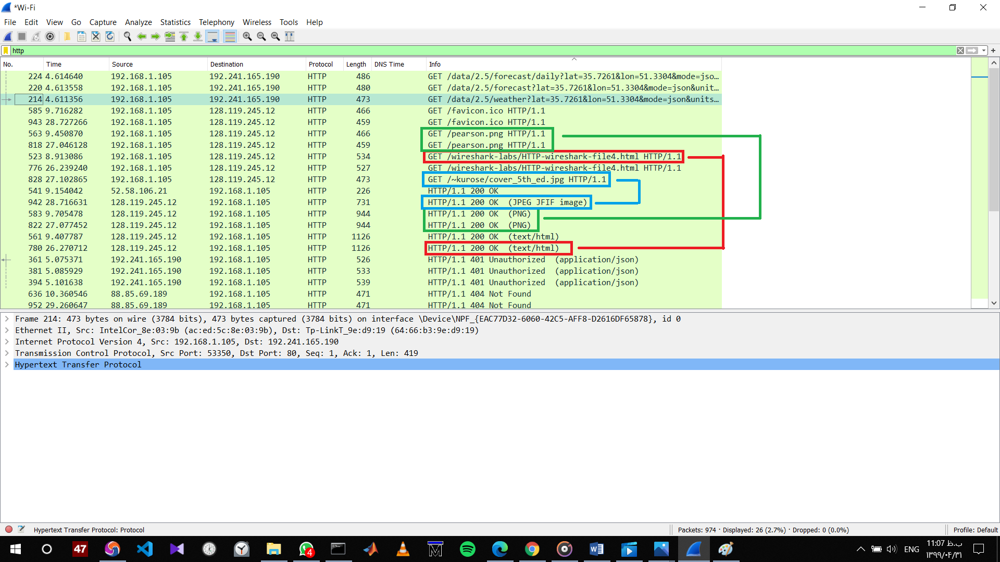 *Wi-Fi
File Edit View Go Capture Analyze Statistics Telephony Wireless Tools Help
http
No. Time Source Destination Protocol Length DNS Time Info
224 4.614640 192.168.1.105 192.241.165.190 HTTP 486 GET /data/2.5/forecast/daily?lat=35.7261&lon=51.3304&mode=jso...
220 4.613558 192.168.1.105 192.241.165.190 HTTP 480 GET /data/2.5/forecast?lat=35.7261&lon=51.3304&mode=json&unit...
214 4.611356 192.168.1.105 192.241.165.190 HTTP 473 GET /data/2.5/weather?lat=35.7261&lon=51.3304&mode=json&units...
585 9.716282 192.168.1.105 128.119.245.12 HTTP 466 GET /favicon.ico HTTP/1.1
943 28.727266 192.168.1.105 128.119.245.12 HTTP 459 GET /favicon.ico HTTP/1.1
563 9.450870 192.168.1.105 128.119.245.12 HTTP 466 GET /pearson.png HTTP/1.1
818 27.046128 192.168.1.105 128.119.245.12 HTTP 459 GET /pearson.png HTTP/1.1
523 8.913086 192.168.1.105 128.119.245.12 HTTP 534 GET /wireshark-labs/HTTP-wireshark-file4.html HTTP/1.1
776 26.239240 192.168.1.105 128.119.245.12 HTTP 527 GET /wireshark-labs/HTTP-wireshark-file4.html HTTP/1.1
828 27.102865 192.168.1.105 128.119.245.12 HTTP 473 GET /~kurose/cover_5th_ed.jpg HTTP/1.1
541 9.154042 52.58.106.21 192.168.1.105 HTTP 226 HTTP/1.1 200 OK
942 28.716631 128.119.245.12 192.168.1.105 HTTP 731 HTTP/1.1 200 OK (JPEG JFIF image)
583 9.705478 128.119.245.12 192.168.1.105 HTTP 944 HTTP/1.1 200 OK (PNG)
822 27.077452 128.119.245.12 192.168.1.105 HTTP 944 HTTP/1.1 200 OK (PNG)
561 9.407787 128.119.245.12 192.168.1.105 HTTP 1126 HTTP/1.1 200 OK (text/html)
780 26.270712 128.119.245.12 192.168.1.105 HTTP 1126 HTTP/1.1 200 OK (text/html)
361 5.075371 192.241.165.190 192.168.1.105 HTTP 526 HTTP/1.1 401 Unauthorized (application/json)
381 5.085929 192.241.165.190 192.168.1.105 HTTP 533 HTTP/1.1 401 Unauthorized (application/json)
394 5.101638 192.241.165.190 192.168.1.105 HTTP 539 HTTP/1.1 401 Unauthorized (application/json)
636 10.360546 88.85.69.189 192.168.1.105 HTTP 471 HTTP/1.1 404 Not Found
952 29.260647 88.85.69.189 192.168.1.105 HTTP 471 HTTP/1.1 404 Not Found
Frame 214: 473 bytes on wire (3784 bits), 473 bytes captured (3784 bits) on interface \Device\NPF_{EAC77D32-6060-42C5-AFF8-D2616DF65878}, id 0
Ethernet II, Src: IntelCor_8e:03:9b (ac:ed:5c:8e:03:9b), Dst: Tp-LinkT_9e:d9:19 (64:66:b3:9e:d9:19)
Internet Protocol Version 4, Src: 192.168.1.105, Dst: 192.241.165.190
Transmission Control Protocol, Src Port: 53350, Dst Port: 80, Seq: 1, Ack: 1, Len: 419
Hypertext Transfer Protocol
Hypertext Transfer Protocol: Protocol Packets: 974 · Displayed: 26 (2.7%) · Dropped: 0 (0.0%) Profile: Default
47 4 M ENG 11:07 ب.ظ
۱۳۹۹/۰۴/۳۱